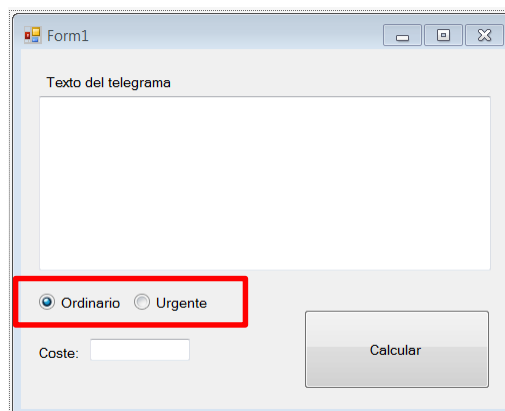 Form1
Texto del telegrama
Ordinario Urgente
Coste:
Calcular